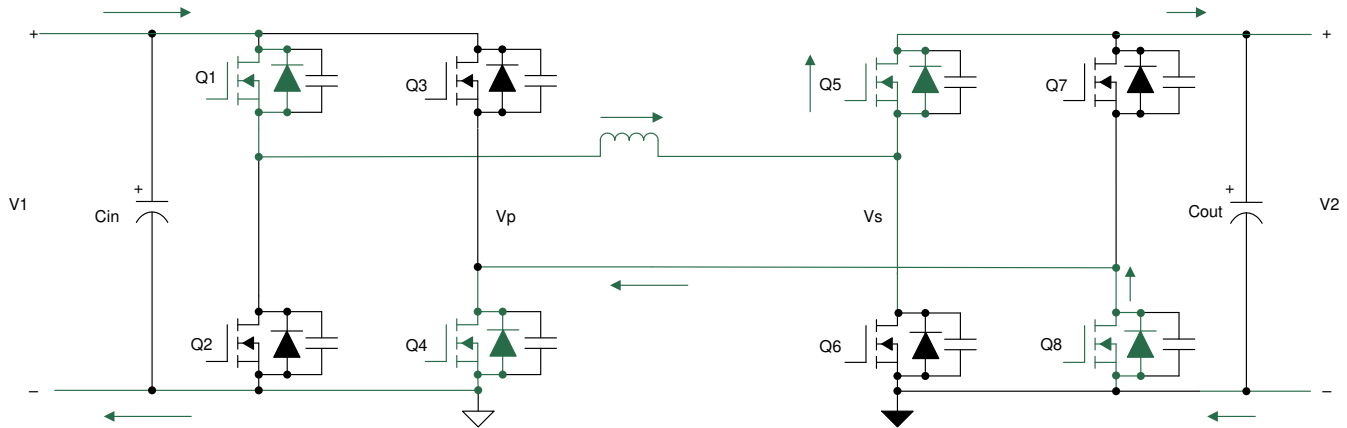 +
+
Q1
Q3
Q5
Q7
+
+
V1
Cin
Vp
Vs
Cout
V2
Q2
Q4
Q6
Q8
–
–